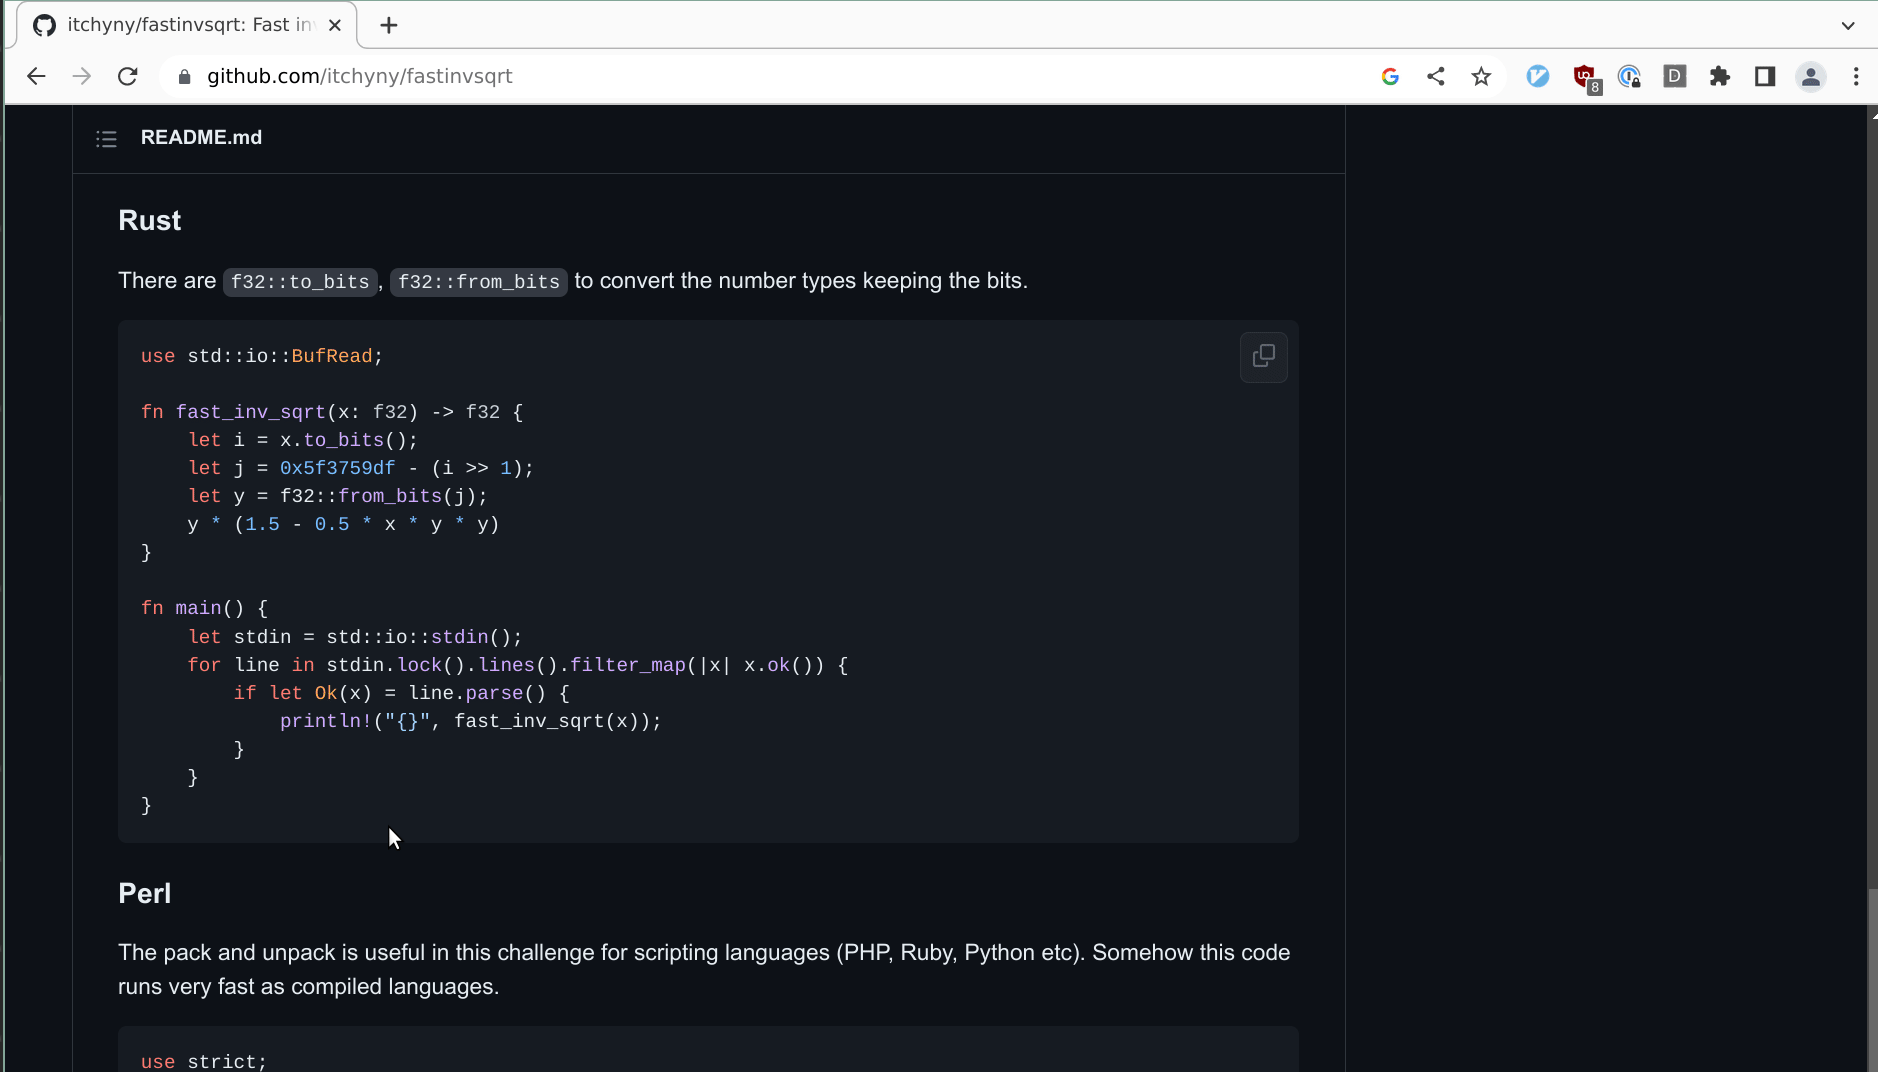 itchyny/fastinvsqrt: Fast in
github.com/itchyny/fastinvsqrt
8
D
README.md
Rust
There are f32::to_bits, f32::from_bits to convert the number types keeping the bits.
use std::io::BufRead;
fn fast_inv_sqrt(x: f32) -> f32 {
    let i = x.to_bits();
    let j = 0x5f3759df - (i >> 1);
    let y = f32::from_bits(j);
    y * (1.5 - 0.5 * x * y * y)
}
fn main() {
    let stdin = std::io::stdin();
    for line in stdin.lock().lines().filter_map(|x| x.ok()) {
        if let Ok(x) = line.parse() {
            println!("{}", fast_inv_sqrt(x));
        }
    }
}
Perl
The pack and unpack is useful in this challenge for scripting languages (PHP, Ruby, Python etc). Somehow this code
runs very fast as compiled languages.
use strict;